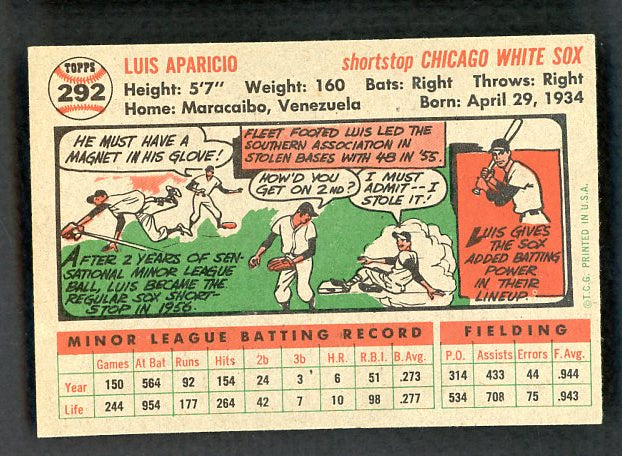 TOPPS
292
LUIS APARICIO shortstop CHICAGO WHITE SOX
Height: 5'7" Weight: 160 Bats: Right Throws: Right
Home: Maracaibo, Venezuela Born: April 29, 1934
HE MUST HAVE A
MAGNET IN HIS GLOVE!
FLEET FOOTED LUIS LED THE
SOUTHERN ASSOCIATION IN
STOLEN BASES WITH 48 IN '55.
HOW'D YOU
GET ON 2ND?
I MUST
ADMIT--I
STOLE IT!
AFTER 2 YEARS OF SEN-
SATIONAL MINOR LEAGUE
BALL, LUIS BECAME THE
REGULAR SOX SHORT-
STOP IN 1956.
LUIS GIVES
THE SOX
ADDED BATTING
POWER
IN THEIR
LINEUP.
©T.C.G. PRINTED IN U.S.A.
MINOR LEAGUE BATTING RECORD FIELDING
Games At Bat Runs Hits 2b 3b H.R. R.B.I. B. Avg. P.O. Assists Errors F. Avg.
Year 150 564 92 154 24 3 6 51 .273 314 433 44 .944
Life 244 954 177 264 42 7 10 98 .277 534 708 75 .943